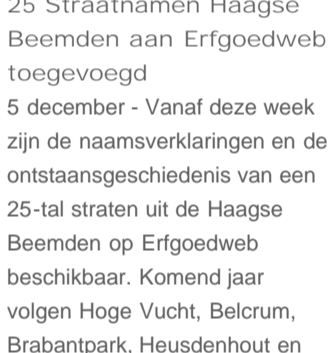 25 Straatnamen Haagse
Beemden aan Erfgoedweb
toegevoegd
5 december - Vanaf deze week
zijn de naamsverklaringen en de
ontstaansgeschiedenis van een
25-tal straten uit de Haagse
Beemden op Erfgoedweb
beschikbaar. Komend jaar
volgen Hoge Vucht, Belcrum,
Brabantpark, Heusdenhout en